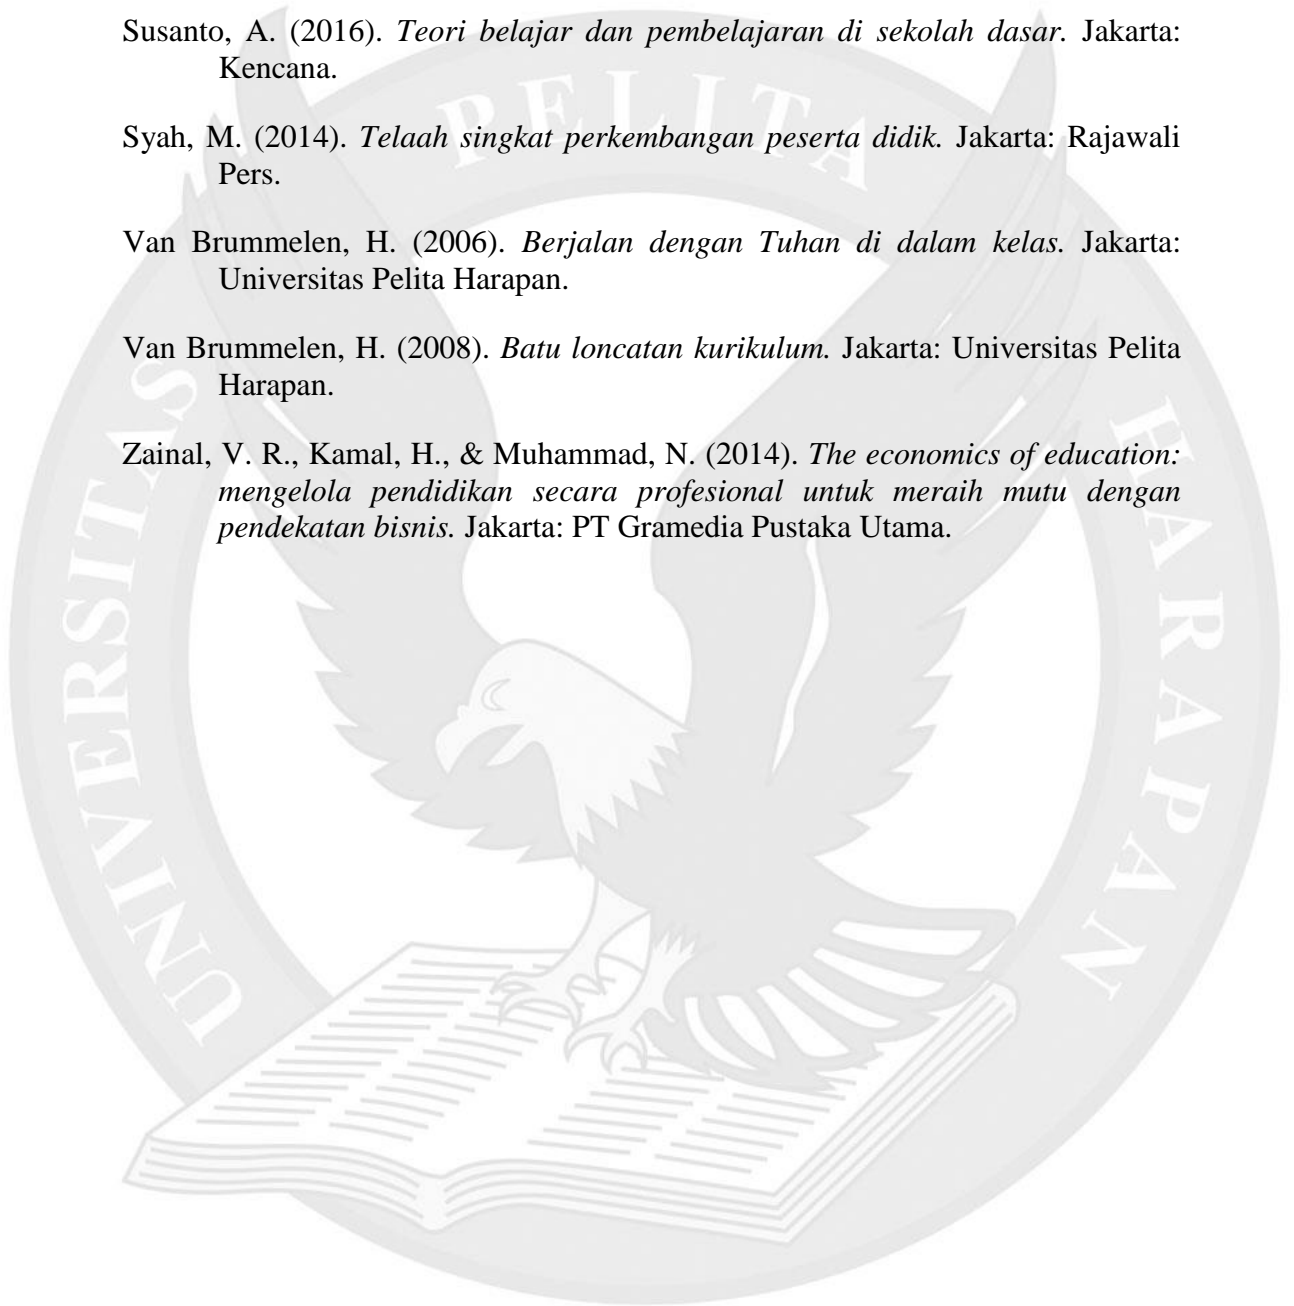 Susanto, A. (2016). Teori belajar dan pembelajaran di sekolah dasar. Jakarta:
Kencana.
Syah, M. (2014). Telaah singkat perkembangan peserta didik. Jakarta: Rajawali
Pers.
Van Brummelen, H. (2006). Berjalan dengan Tuhan di dalam kelas. Jakarta:
Universitas Pelita Harapan.
Van Brummelen, H. (2008). Batu loncatan kurikulum. Jakarta: Universitas Pelita
Harapan.
Zainal, V. R., Kamal, H., & Muhammad, N. (2014). The economics of education:
mengelola pendidikan secara profesional untuk meraih mutu dengan
pendekatan bisnis. Jakarta: PT Gramedia Pustaka Utama.
UNIVERSITAS PELITA HARAPAN